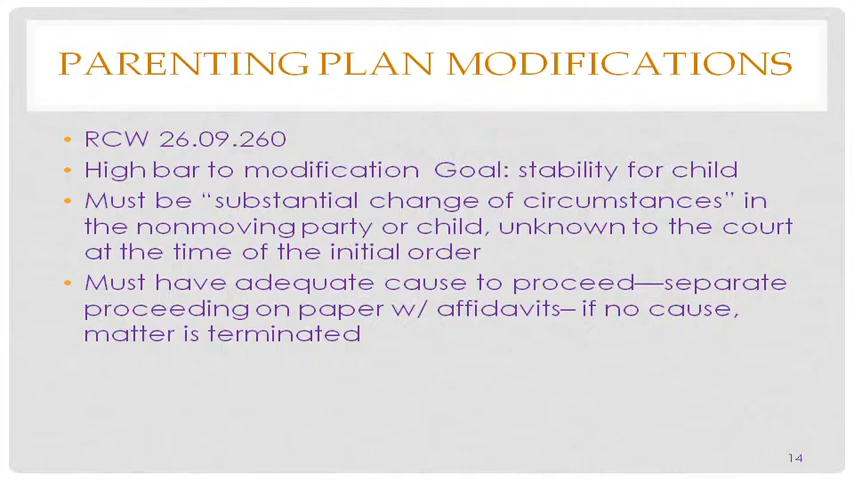 PARENTING PLAN MODIFICATIONS
• RCW 26.09.260
• High bar to modification Goal: stability for child
• Must be “substantial change of circumstances” in
the nonmoving party or child, unknown to the court
at the time of the initial order
• Must have adequate cause to proceed—separate
proceeding on paper w/ affidavits– if no cause,
matter is terminated
14